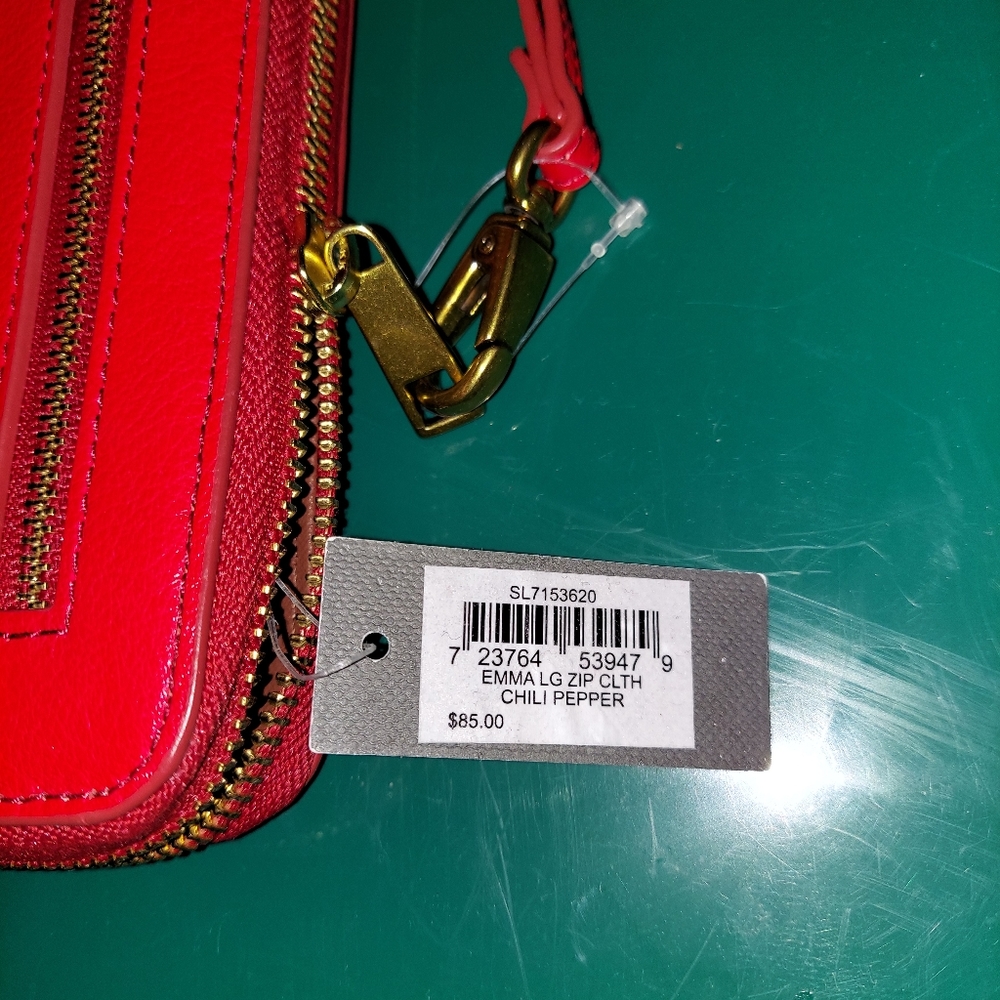 SL7153620
7 23764 53947 9
EMMA LG ZIP CLTH
CHILI PEPPER
$85.00